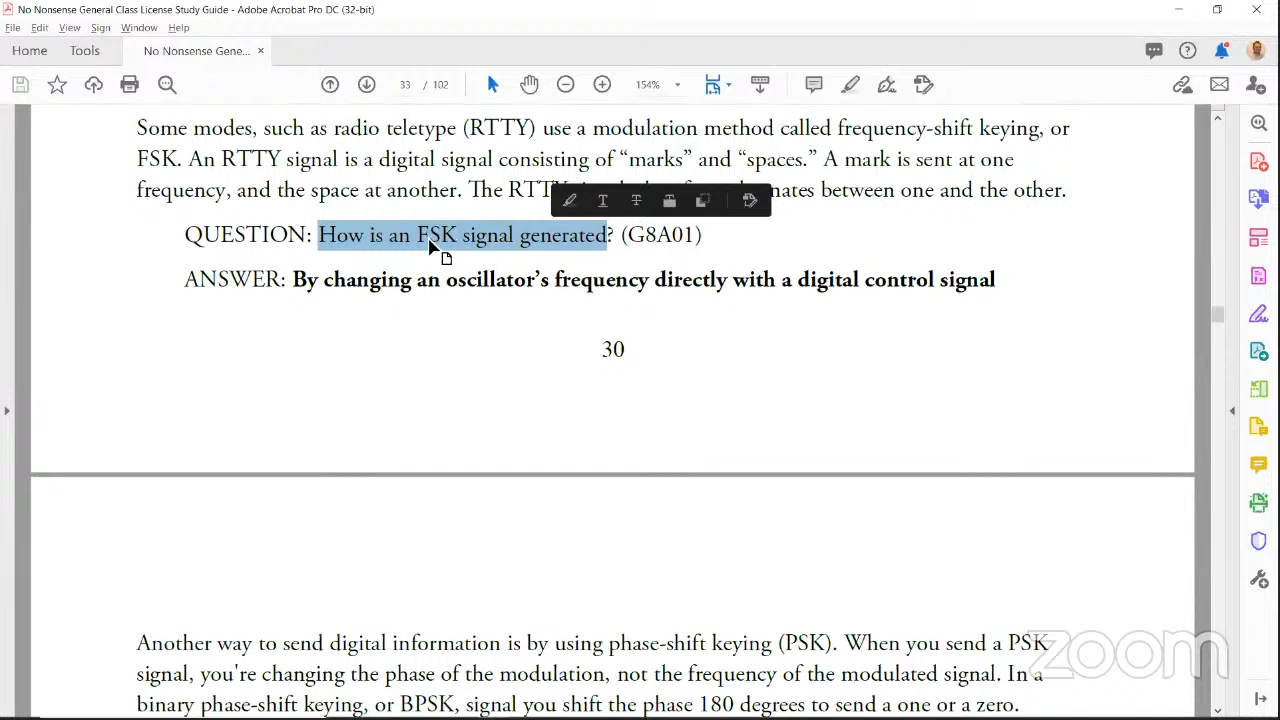 No Nonsense General Class License Study Guide - Adobe Acrobat Pro DC (32-bit)
File Edit View Sign Window Help
Home Tools No Nonsense Gene... ×
33 / 102 154%
Some modes, such as radio teletype (RTTY) use a modulation method called frequency-shift keying, or
FSK. An RTTY signal is a digital signal consisting of “marks” and “spaces.” A mark is sent at one
frequency, and the space at another. The RTTY nates between one and the other.
QUESTION: How is an FSK signal generated? (G8A01)
ANSWER: By changing an oscillator’s frequency directly with a digital control signal
30
Another way to send digital information is by using phase-shift keying (PSK). When you send a PSK
signal, you're changing the phase of the modulation, not the frequency of the modulated signal. In a
binary phase-shift keying, or BPSK, signal you shift the phase 180 degrees to send a one or a zero.
zoom